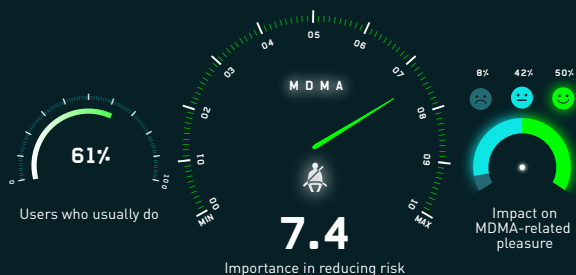 05
04
06
03
07
MDMA
8%
42%
50%
02
08
61%
01
09
0
100
00
10
MIN
MAX
Users who usually do
7.4
Importance in reducing risk
Impact on
MDMA-related
pleasure